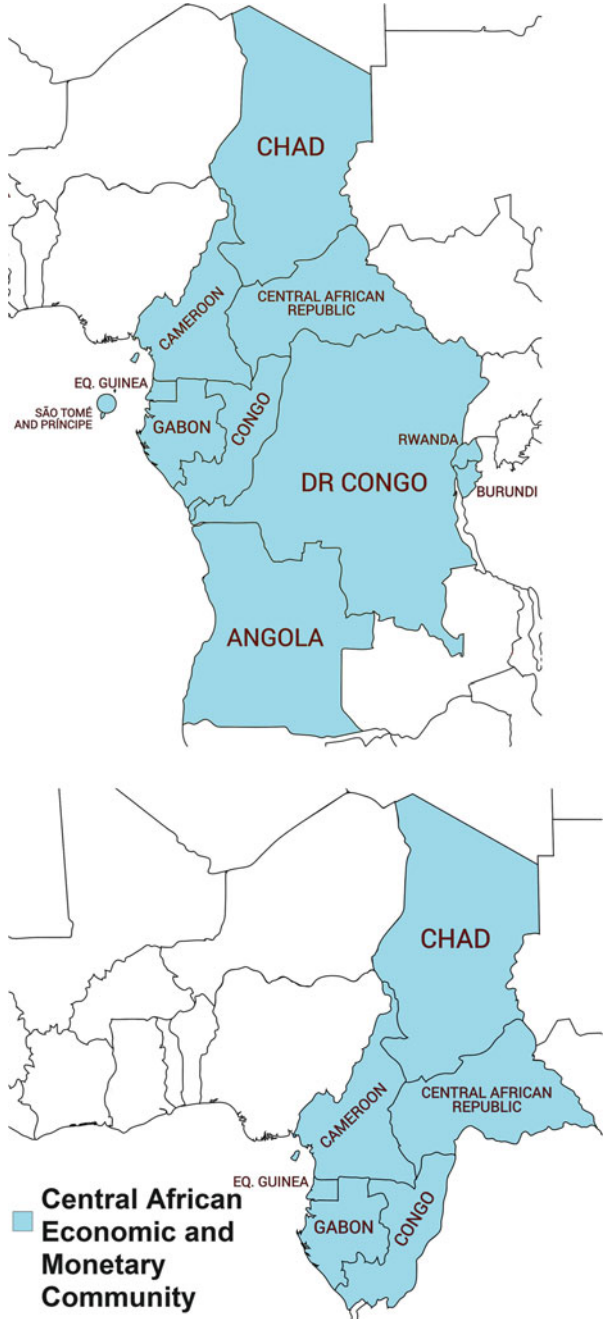 CHAD
CENTRAL AFRICAN
REPUBLIC
CAMEROON
EQ. GUINEA
SÃO TOMÉ
AND PRÍNCIPE
GABON
CONGO
RWANDA
DR CONGO
BURUNDI
ANGOLA
CHAD
CENTRAL AFRICAN
REPUBLIC
CAMEROON
EQ. GUINEA
GABON
CONGO
Central African
Economic and
Monetary
Community